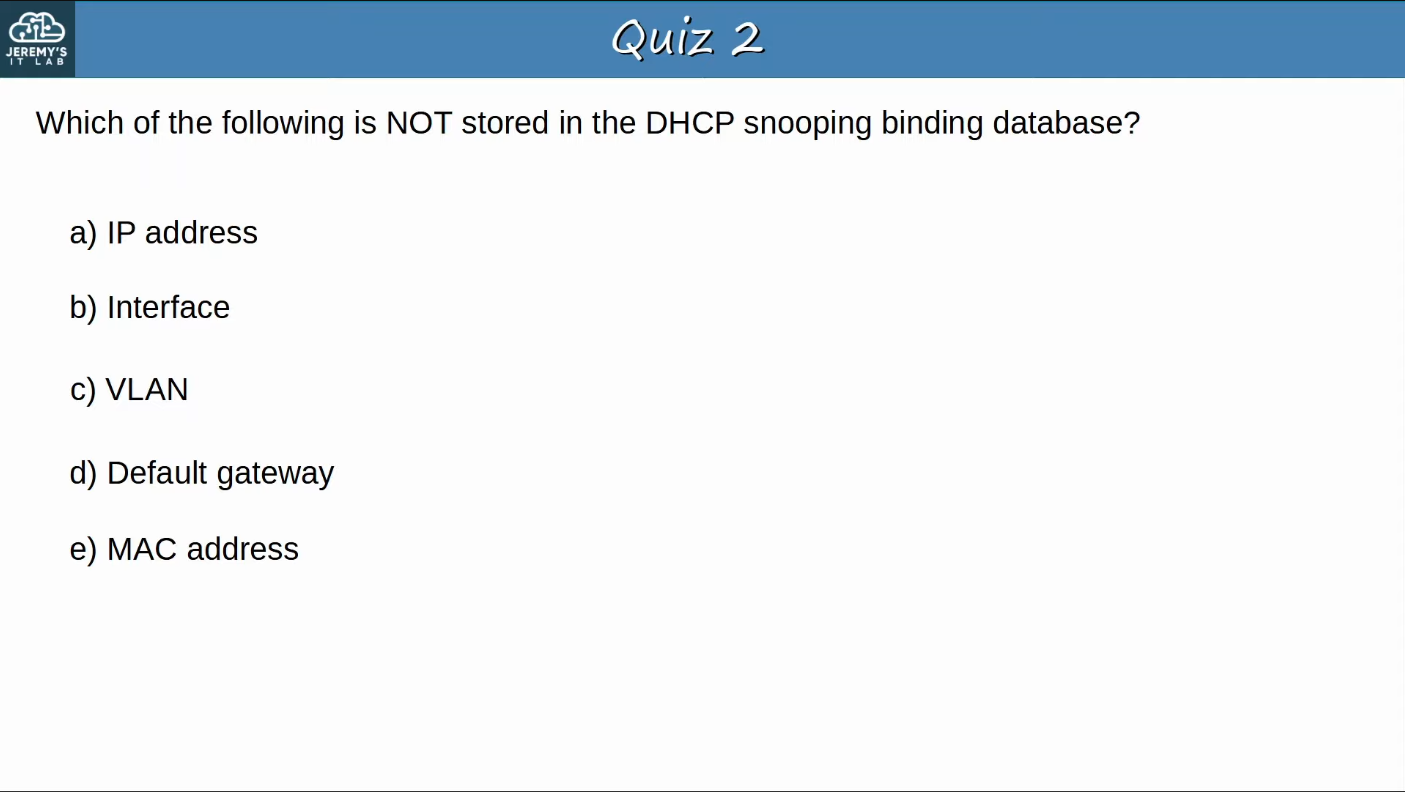 JEREMY'S
IT LAB
Quiz 2
Which of the following is NOT stored in the DHCP snooping binding database?
a) IP address
b) Interface
c) VLAN
d) Default gateway
e) MAC address